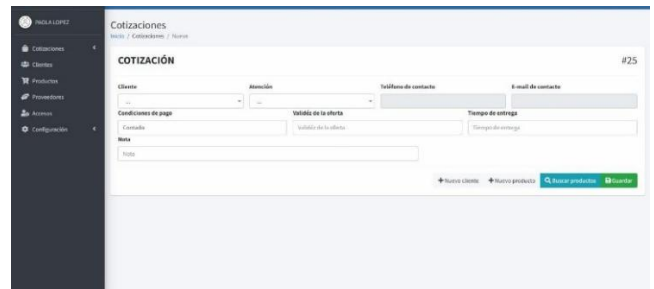 PAOLA LOPEZ
Cotizaciones
Clientes
Productos
Proveedores
Accesos
Configuración
Cotizaciones
Inicio / Cotizaciones / Nuevo
COTIZACIÓN #25
Cliente Atención Teléfono de contacto E-mail de contacto
... ...
Condiciones de pago Validéz de la oferta Tiempo de entrega
Contado Validéz de la oferta Tiempo de entrega
Nota
Nota
+ Nuevo cliente + Nuevo producto Buscar productos Guardar